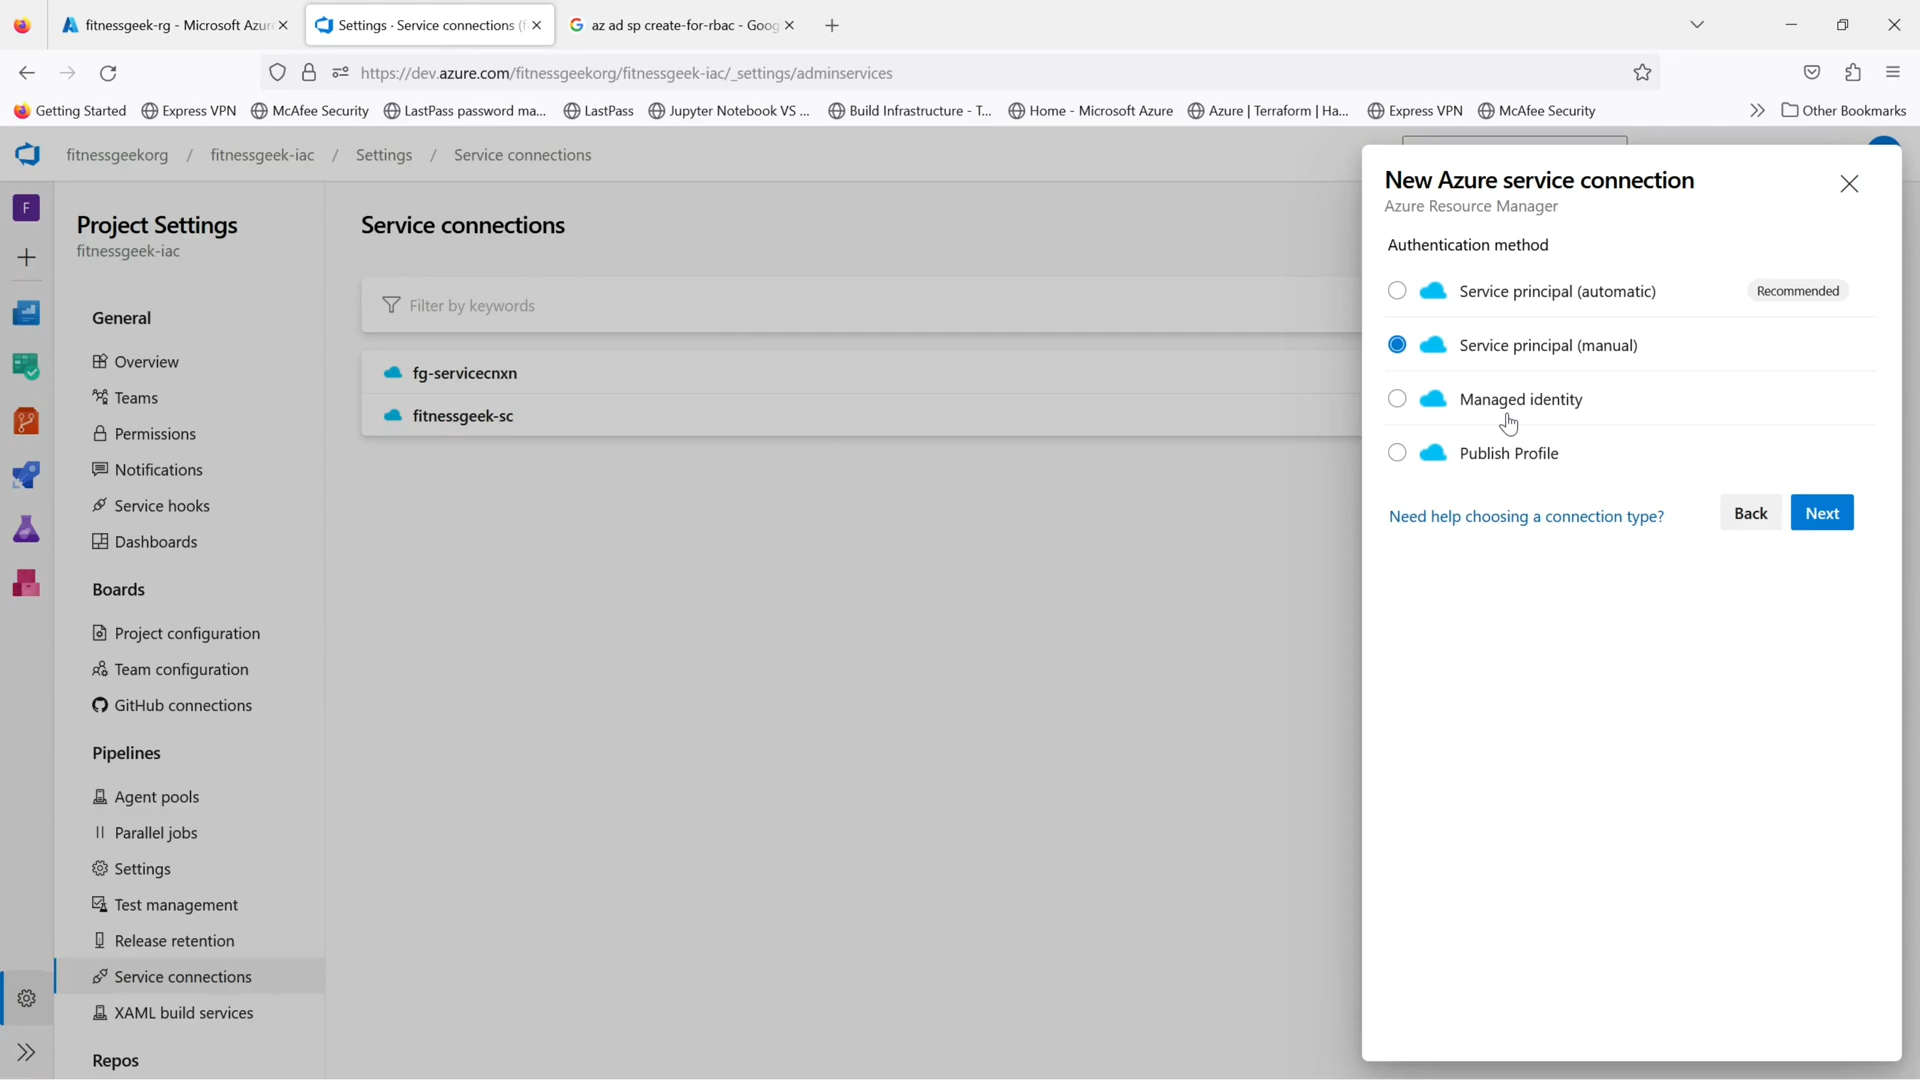 fitnessgeek-rg - Microsoft Azur
Settings · Service connections (f
az ad sp create-for-rbac - Goog
https://dev.azure.com/fitnessgeekorg/fitnessgeek-iac/_settings/adminservices
Getting Started
Express VPN
McAfee Security
LastPass password ma...
LastPass
Jupyter Notebook VS ...
Build Infrastructure - T...
Home - Microsoft Azure
Azure | Terraform | Ha...
Express VPN
McAfee Security
Other Bookmarks
fitnessgeekorg / fitnessgeek-iac / Settings / Service connections
F
Project Settings
fitnessgeek-iac
General
Overview
Teams
Permissions
Notifications
Service hooks
Dashboards
Boards
Project configuration
Team configuration
GitHub connections
Pipelines
Agent pools
Parallel jobs
Settings
Test management
Release retention
Service connections
XAML build services
Repos
Service connections
Filter by keywords
fg-servicecnxn
fitnessgeek-sc
New Azure service connection
Azure Resource Manager
Authentication method
Service principal (automatic) Recommended
Service principal (manual)
Managed identity
Publish Profile
Need help choosing a connection type? Back Next